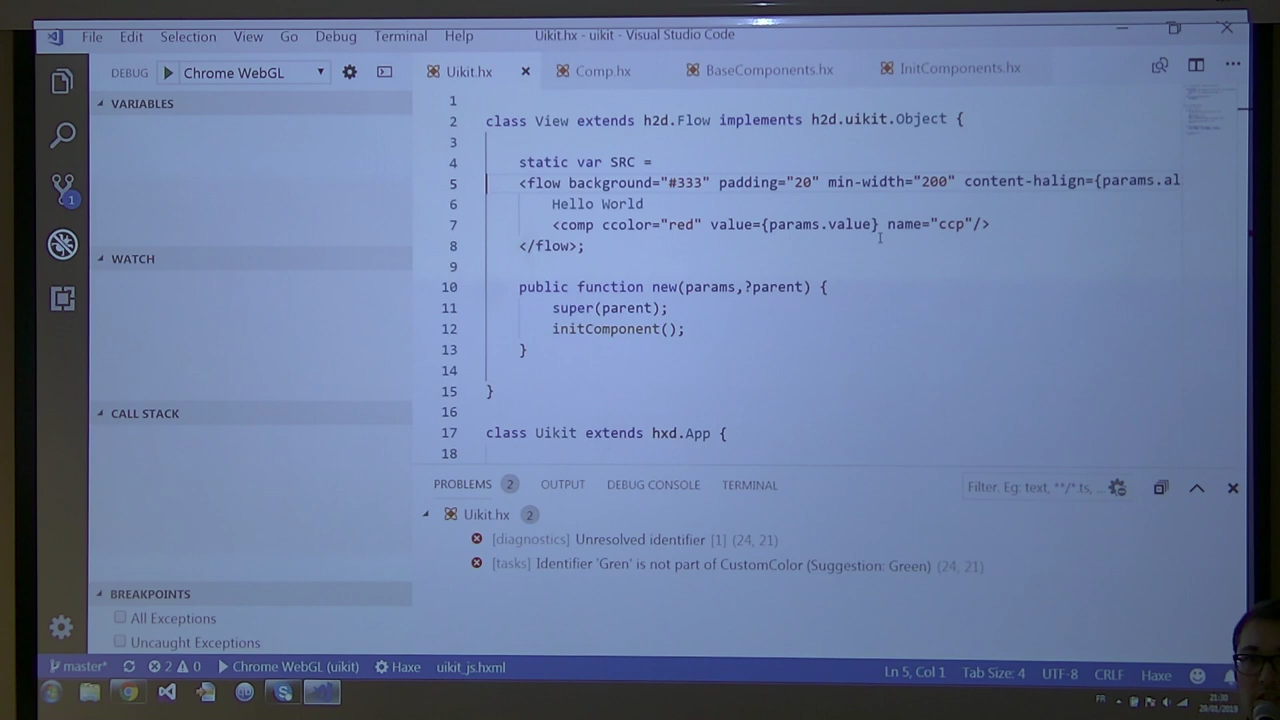 File Edit Selection View Go Debug Terminal Help Uikit.hx - uikit - Visual Studio Code
DEBUG Chrome WebGL
Uikit.hx Comp.hx BaseComponents.hx InitComponents.hx
VARIABLES
WATCH
CALL STACK
BREAKPOINTS
All Exceptions
Uncaught Exceptions
1
1
2 class View extends h2d.Flow implements h2d.uikit.Object {
3
4 static var SRC =
5 <flow background="#333" padding="20" min-width="200" content-halign={params.al
6 Hello World
7 <comp ccolor="red" value={params.value} name="ccp"/>
8 </flow>;
9
10 public function new(params,?parent) {
11 super(parent);
12 initComponent();
13 }
14
15 }
16
17 class Uikit extends hxd.App {
18
PROBLEMS 2 OUTPUT DEBUG CONSOLE TERMINAL Filter. Eg: text, **/*.ts, ...
Uikit.hx 2
[diagnostics] Unresolved identifier [1] (24, 21)
[tasks] Identifier 'Gren' is not part of CustomColor (Suggestion: Green) (24, 21)
master* 2 0 Chrome WebGL (uikit) Haxe uikit_js.hxml Ln 5, Col 1 Tab Size: 4 UTF-8 CRLF Haxe
FR 21:30
29/01/2019